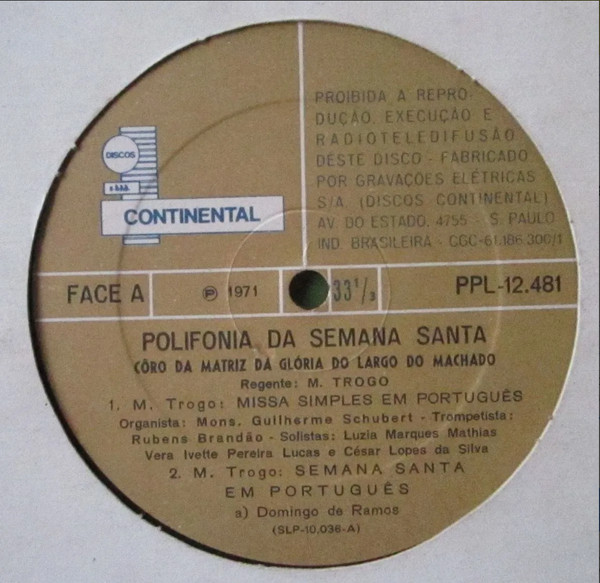 PROIBIDA A REPRO-
DUÇÃO, EXECUÇÃO E
RADIOTELEDIFUSÃO
DÊSTE DISCO - FABRICADO
POR GRAVAÇÕES ELÉTRICAS
S/A. (DISCOS CONTINENTAL)
AV. DO ESTADO, 4755 - S. PAULO
IND. BRASILEIRA - CGC-61.186.300/1
DISCOS
CONTINENTAL
FACE A
Ⓟ 1971
33 1/3
PPL-12.481
POLIFONIA DA SEMANA SANTA
CÔRO DA MATRIZ DA GLÓRIA DO LARGO DO MACHADO
Regente: M. TROGO
1. M. Trogo: MISSA SIMPLES EM PORTUGUÊS
Organista: Mons. Guilherme Schubert - Trompetista:
Rubens Brandão - Solistas: Luzia Marques Mathias
Vera Ivette Pereira Lucas e César Lopes da Silva
2. M. Trogo: SEMANA SANTA
EM PORTUGUÊS
a) Domingo de Ramos
(SLP-10.036-A)